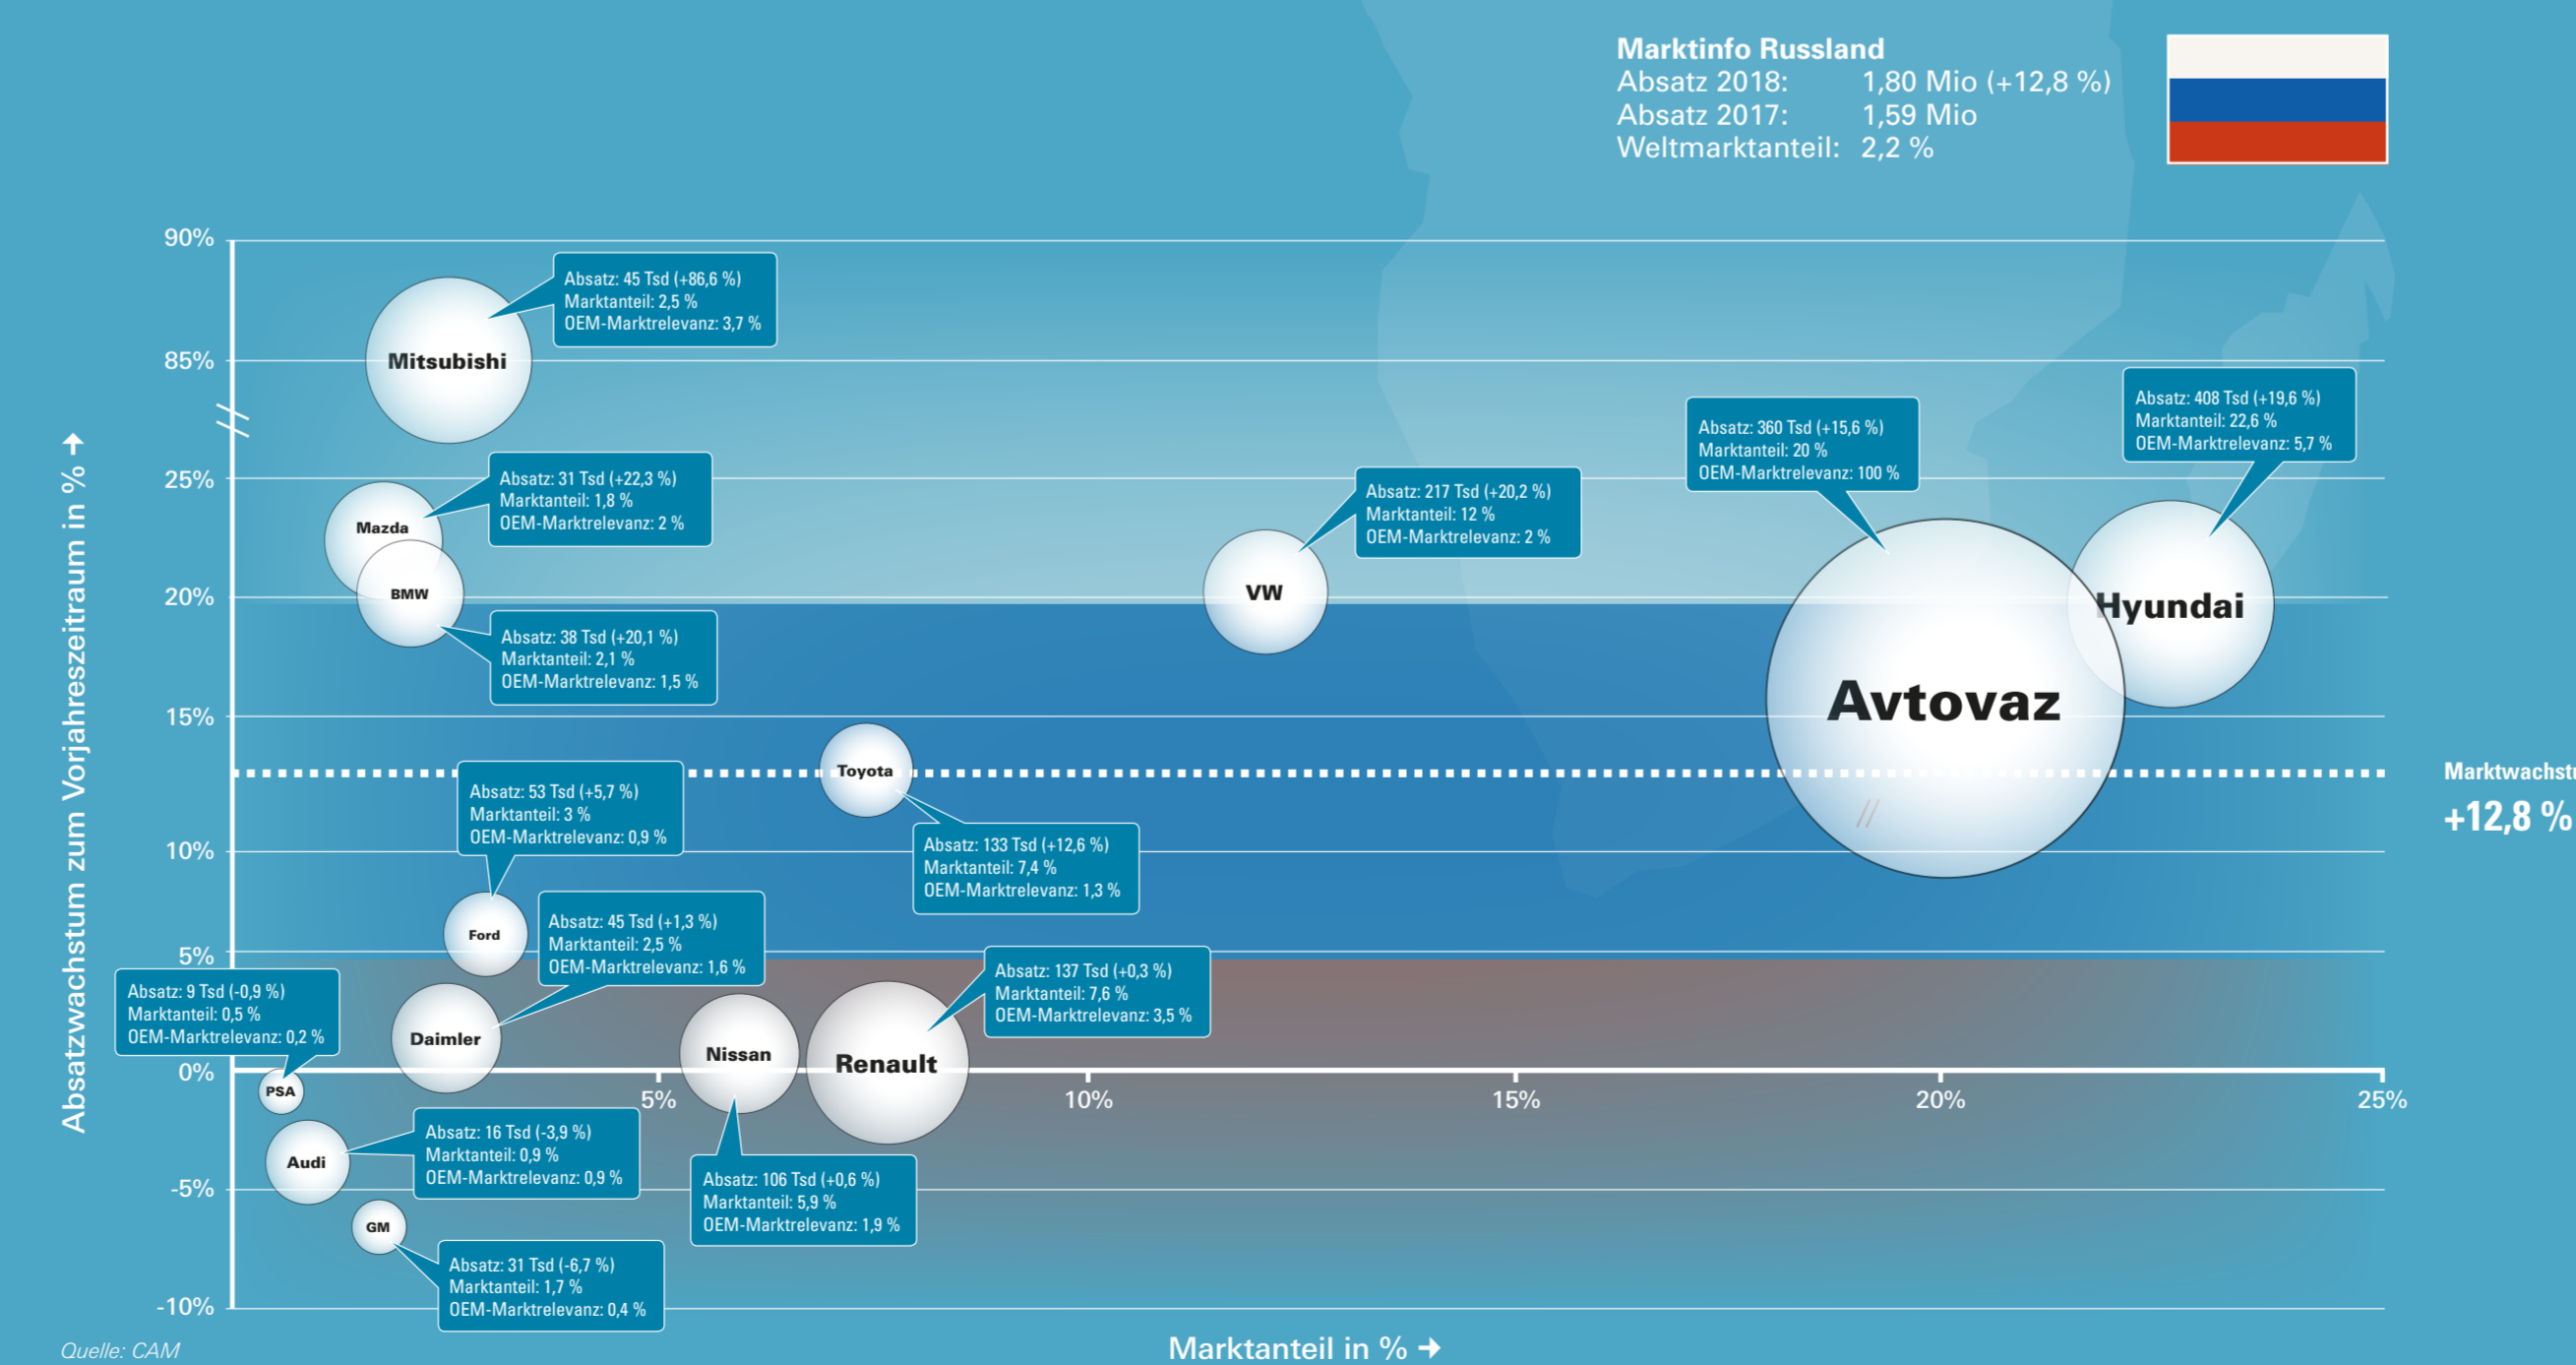 Marktinfo Russland
Absatz 2018: 1,80 Mio (+12,8 %)
Absatz 2017: 1,59 Mio
Weltmarktanteil: 2,2 %
Absatzwachstum zum Vorjahreszeitraum in % ➔
90%
85%
25%
20%
15%
10%
5%
0%
-5%
-10%
Absatz: 45 Tsd (+86,6 %)
Marktanteil: 2,5 %
OEM-Marktrelevanz: 3,7 %
Mitsubishi
Absatz: 31 Tsd (+22,3 %)
Marktanteil: 1,8 %
OEM-Marktrelevanz: 2 %
Mazda
BMW
Absatz: 38 Tsd (+20,1 %)
Marktanteil: 2,1 %
OEM-Marktrelevanz: 1,5 %
Absatz: 217 Tsd (+20,2 %)
Marktanteil: 12 %
OEM-Marktrelevanz: 2 %
VW
Absatz: 360 Tsd (+15,6 %)
Marktanteil: 20 %
OEM-Marktrelevanz: 100 %
Avtovaz
Absatz: 408 Tsd (+19,6 %)
Marktanteil: 22,6 %
OEM-Marktrelevanz: 5,7 %
Hyundai
Toyota
Absatz: 133 Tsd (+12,6 %)
Marktanteil: 7,4 %
OEM-Marktrelevanz: 1,3 %
+12,8 %
Absatz: 53 Tsd (+5,7 %)
Marktanteil: 3 %
OEM-Marktrelevanz: 0,9 %
Ford
Absatz: 45 Tsd (+1,3 %)
Marktanteil: 2,5 %
OEM-Marktrelevanz: 1,6 %
Daimler
Absatz: 9 Tsd (-0,9 %)
Marktanteil: 0,5 %
OEM-Marktrelevanz: 0,2 %
PSA
Nissan
Absatz: 106 Tsd (+0,6 %)
Marktanteil: 5,9 %
OEM-Marktrelevanz: 1,9 %
Renault
Absatz: 137 Tsd (+0,3 %)
Marktanteil: 7,6 %
OEM-Marktrelevanz: 3,5 %
Audi
Absatz: 16 Tsd (-3,9 %)
Marktanteil: 0,9 %
OEM-Marktrelevanz: 0,9 %
GM
Absatz: 31 Tsd (-6,7 %)
Marktanteil: 1,7 %
OEM-Marktrelevanz: 0,4 %
5%
10%
15%
20%
25%
Quelle: CAM
Marktanteil in % ➔